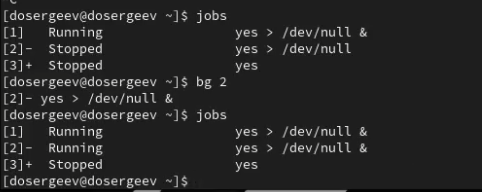 [dosergeev@dosergeev ~]$ jobs
[1]   Running                 yes > /dev/null &
[2]-  Stopped                 yes > /dev/null
[3]+  Stopped                 yes
[dosergeev@dosergeev ~]$ bg 2
[2]- yes > /dev/null &
[dosergeev@dosergeev ~]$ jobs
[1]   Running                 yes > /dev/null &
[2]-  Running                 yes > /dev/null &
[3]+  Stopped                 yes
[dosergeev@dosergeev ~]$